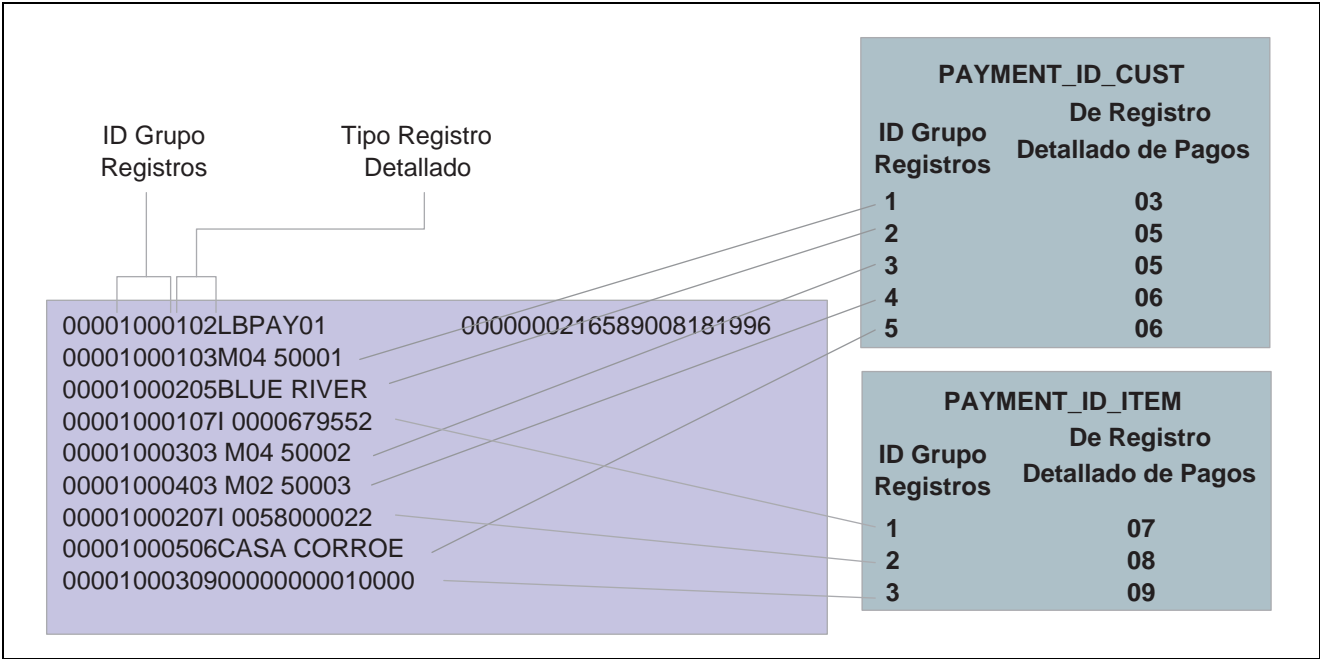 ID Grupo
Registros
Tipo Registro
Detallado
00001000102LBPAY01 0000000216589008181996
00001000103M04 50001
00001000205BLUE RIVER
00001000107I 0000679552
00001000303 M04 50002
00001000403 M02 50003
00001000207I 0058000022
00001000506CASA CORROE
00001000309000000000010000
PAYMENT_ID_CUST
ID Grupo
Registros
De Registro
Detallado de Pagos
1 03
2 05
3 05
4 06
5 06
PAYMENT_ID_ITEM
ID Grupo
Registros
De Registro
Detallado de Pagos
1 07
2 08
3 09